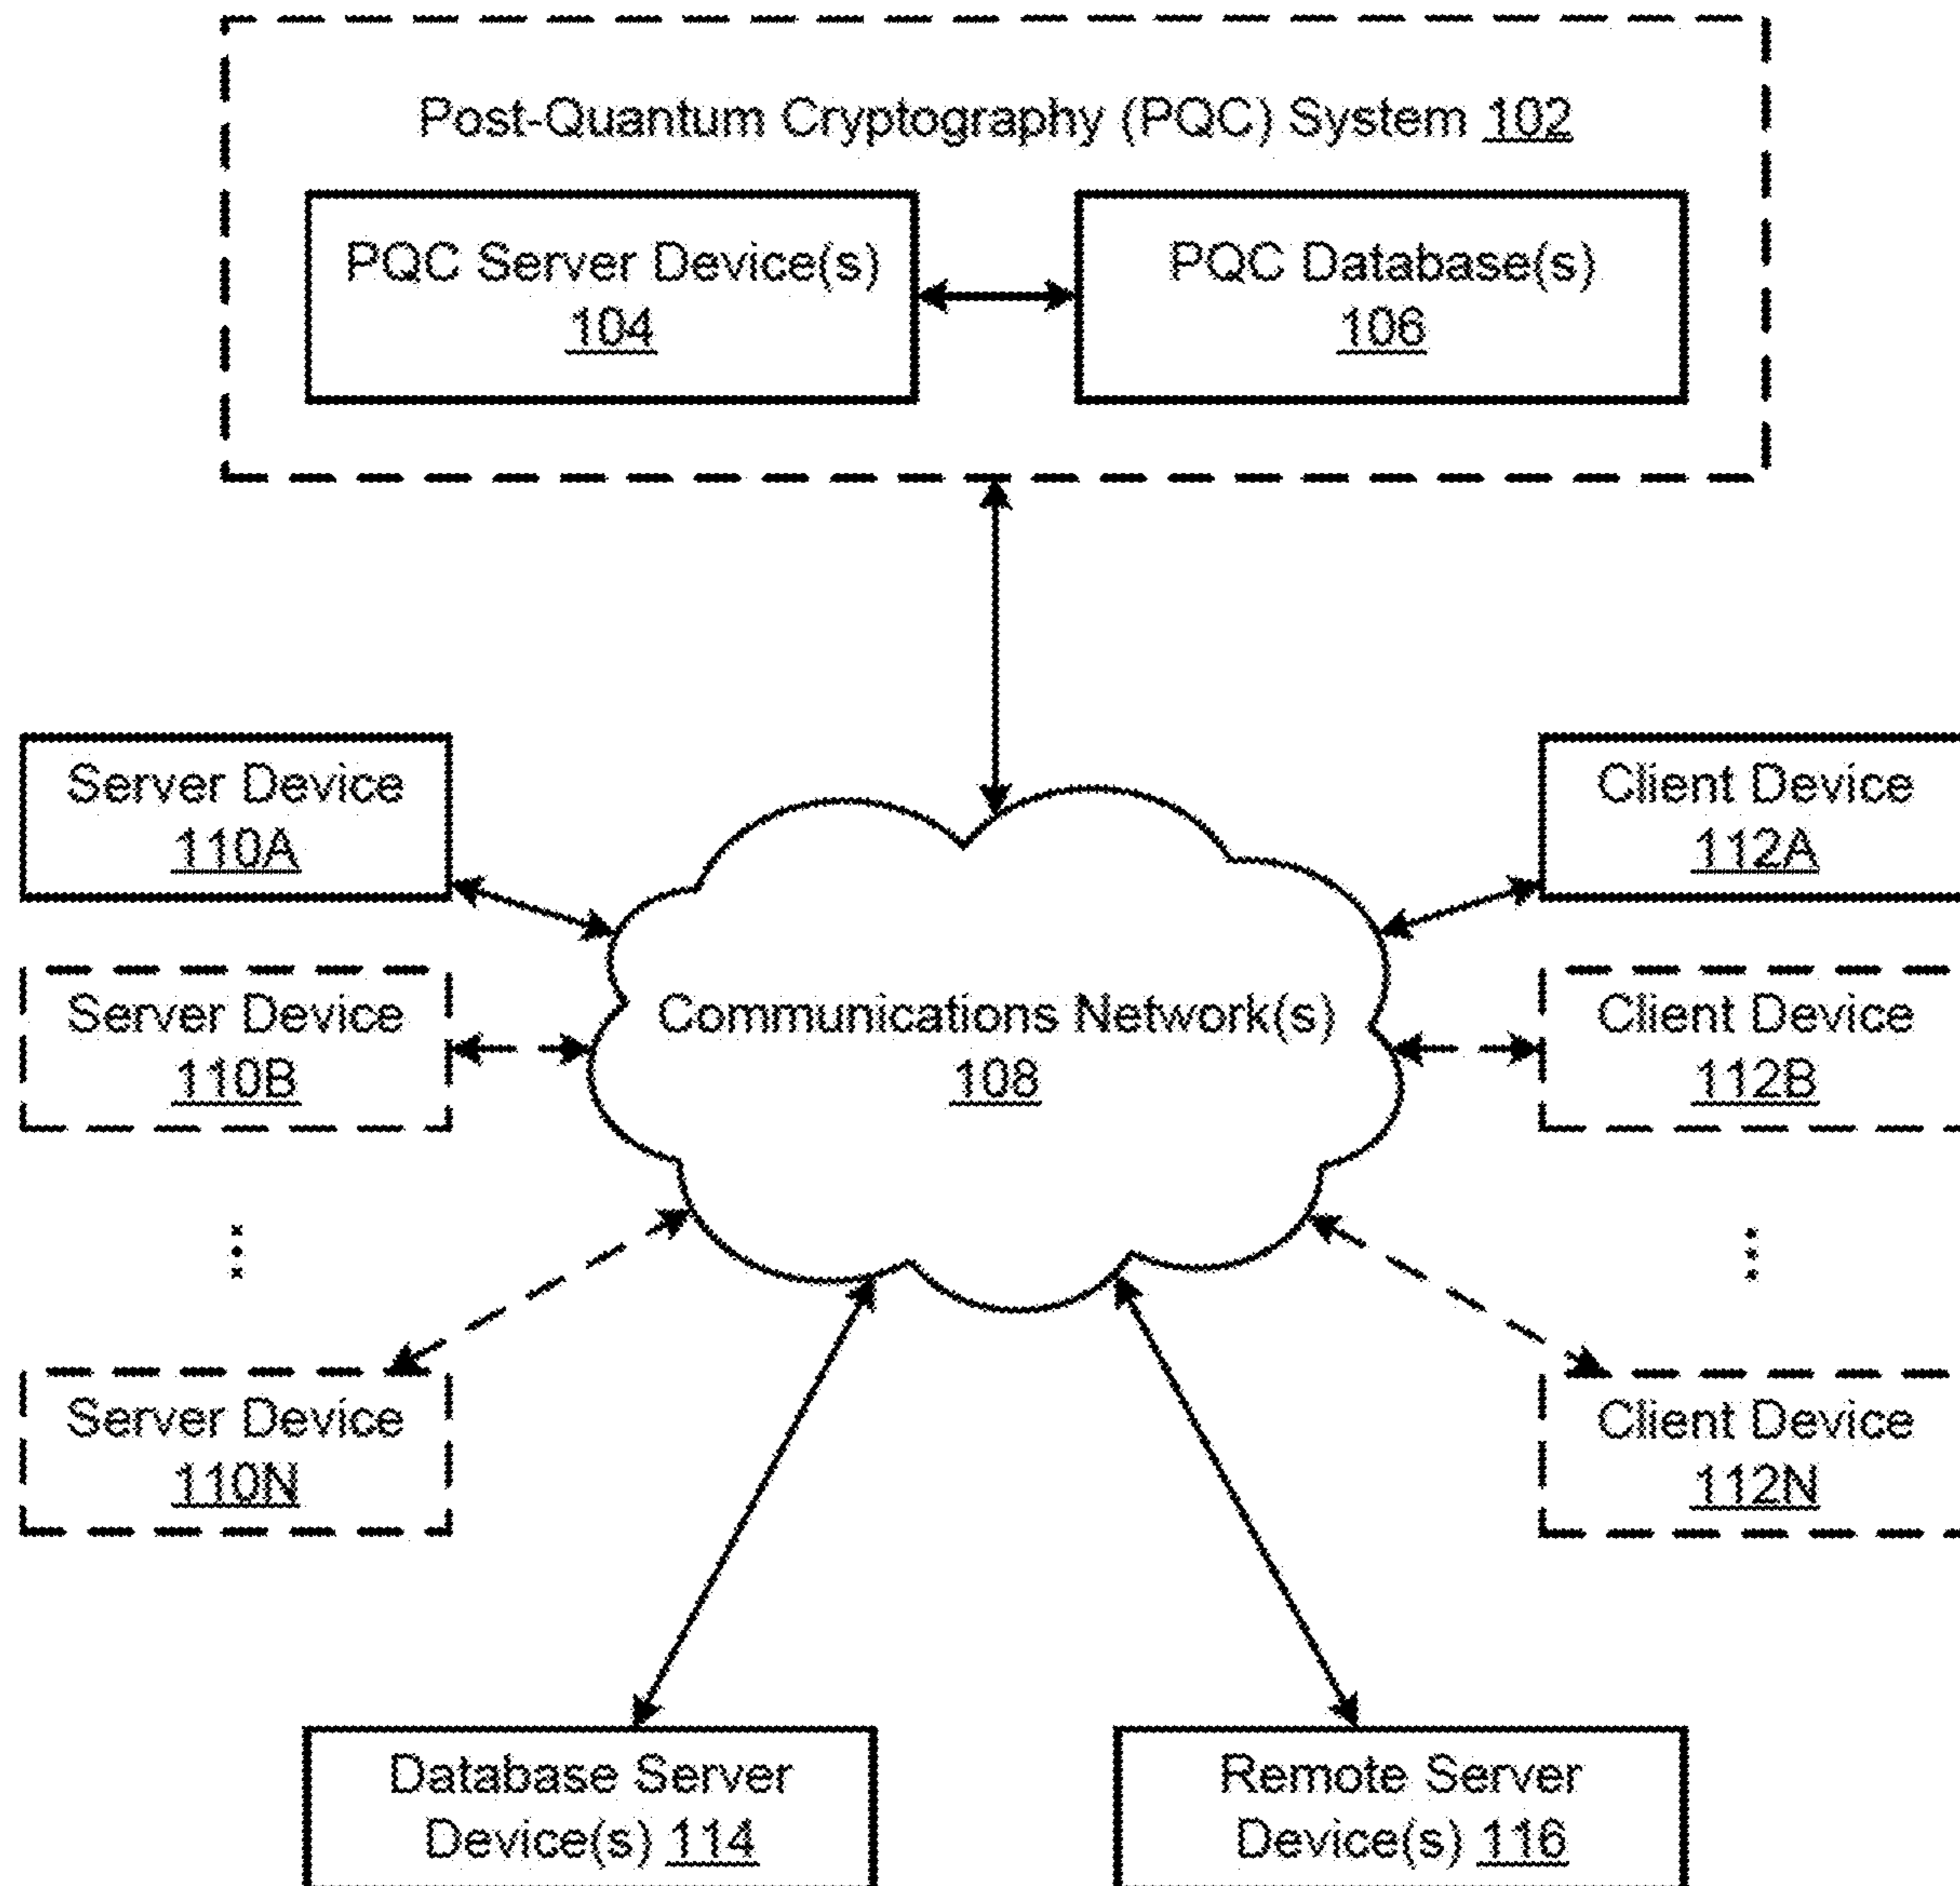 Post-Quantum Cryptography (PQC) System 102
PQC Server Device(s)
104
PQC Database(s)
106
Server Device
110A
Client Device
112A
Communications Network(s)
108
Server Device
110B
Client Device
112B
Server Device
110N
Client Device
112N
Database Server
Device(s) 114
Remote Server
Device(s) 116